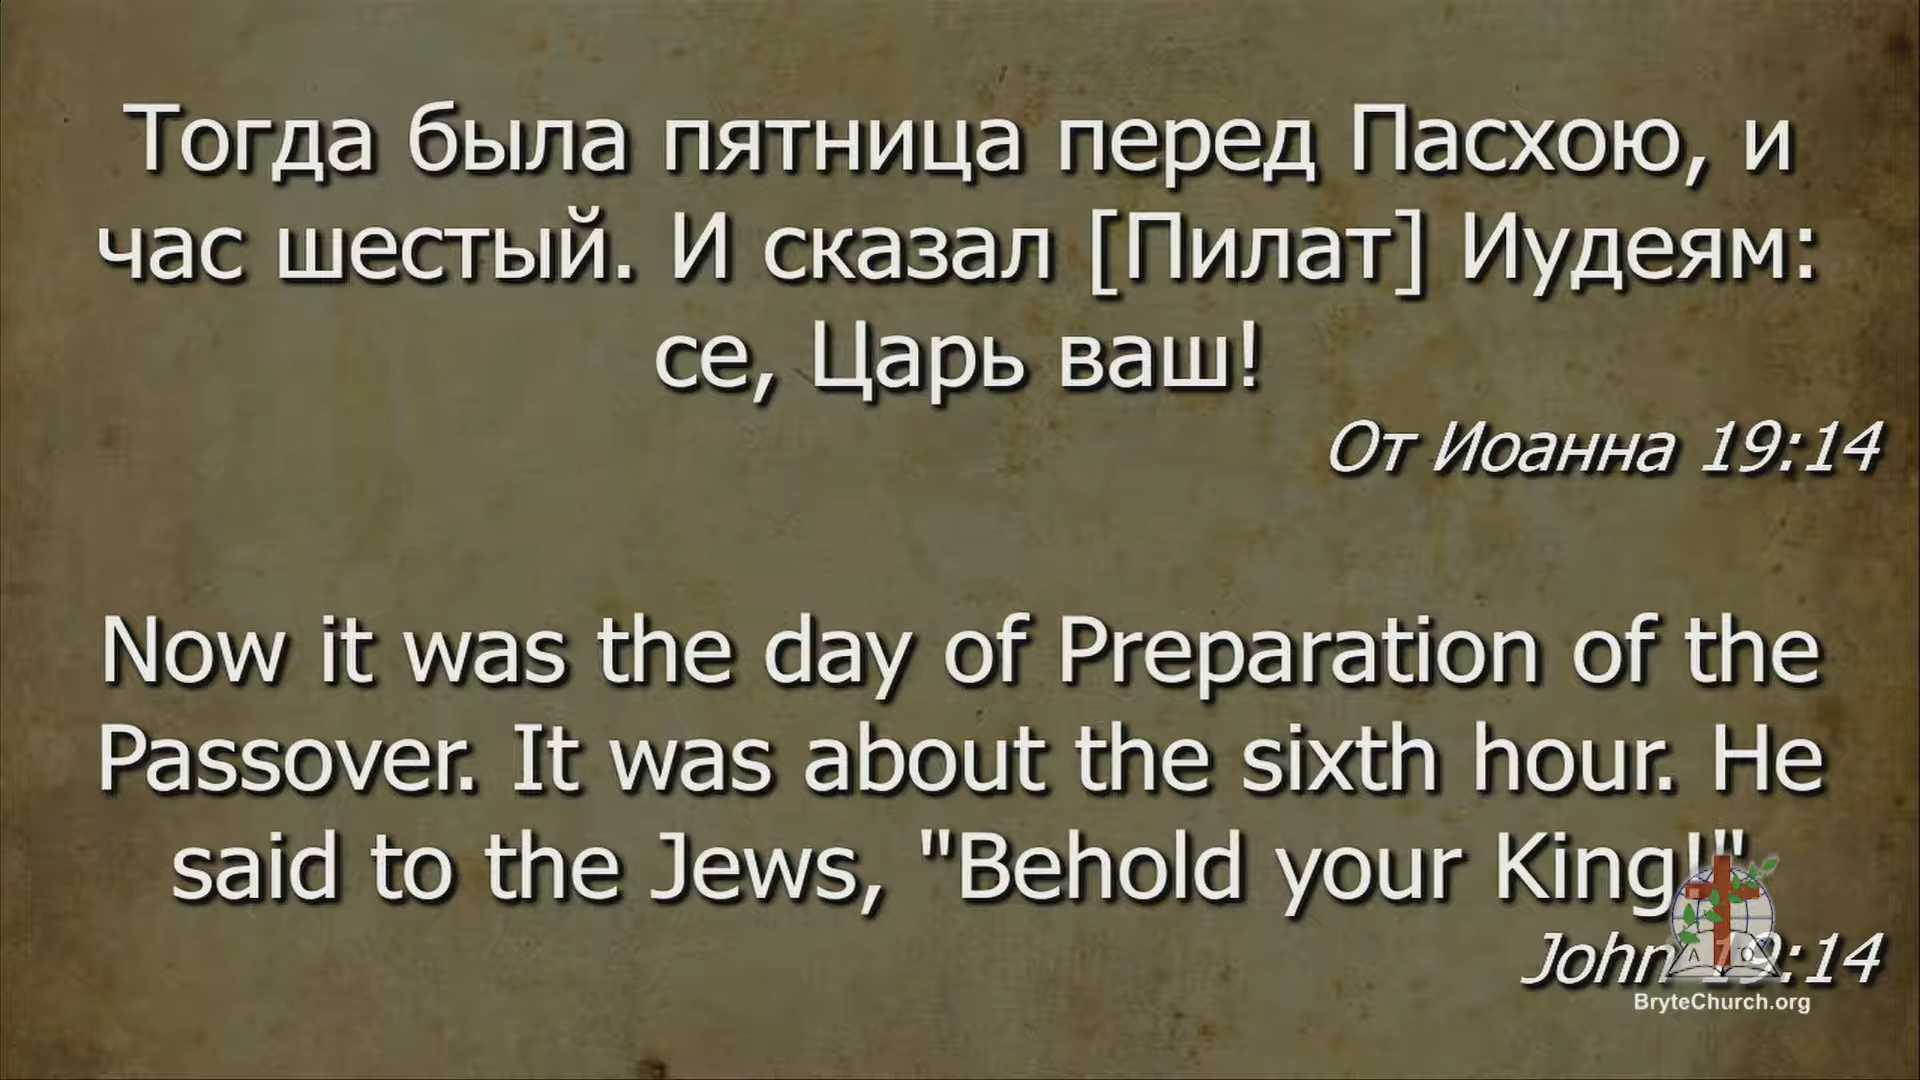 Тогда была пятница перед Пасхою, и
час шестый. И сказал [Пилат] Иудеям:
се, Царь ваш!
От Иоанна 19:14
Now it was the day of Preparation of the
Passover. It was about the sixth hour. He
said to the Jews, "Behold your King!"
John 19:14
Α Ω
BryteChurch.org